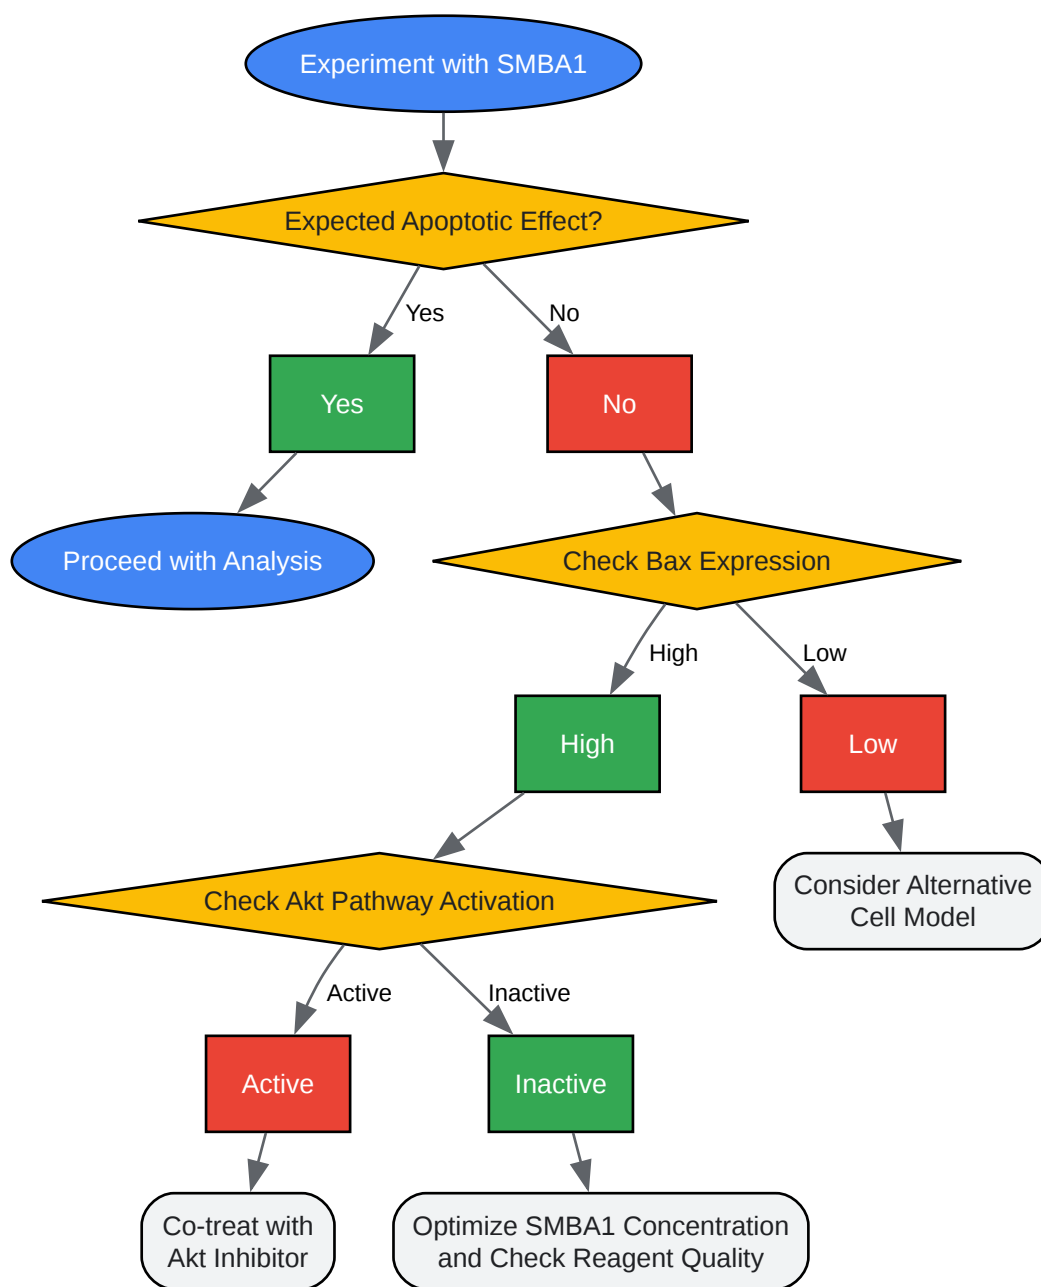 Experiment with SMBA1
Expected Apoptotic Effect?
Yes
No
Yes
No
Proceed with Analysis
Check Bax Expression
High
Low
High
Low
Check Akt Pathway Activation
Consider Alternative
Cell Model
Active
Inactive
Active
Inactive
Co-treat with
Akt Inhibitor
Optimize SMBA1 Concentration
and Check Reagent Quality